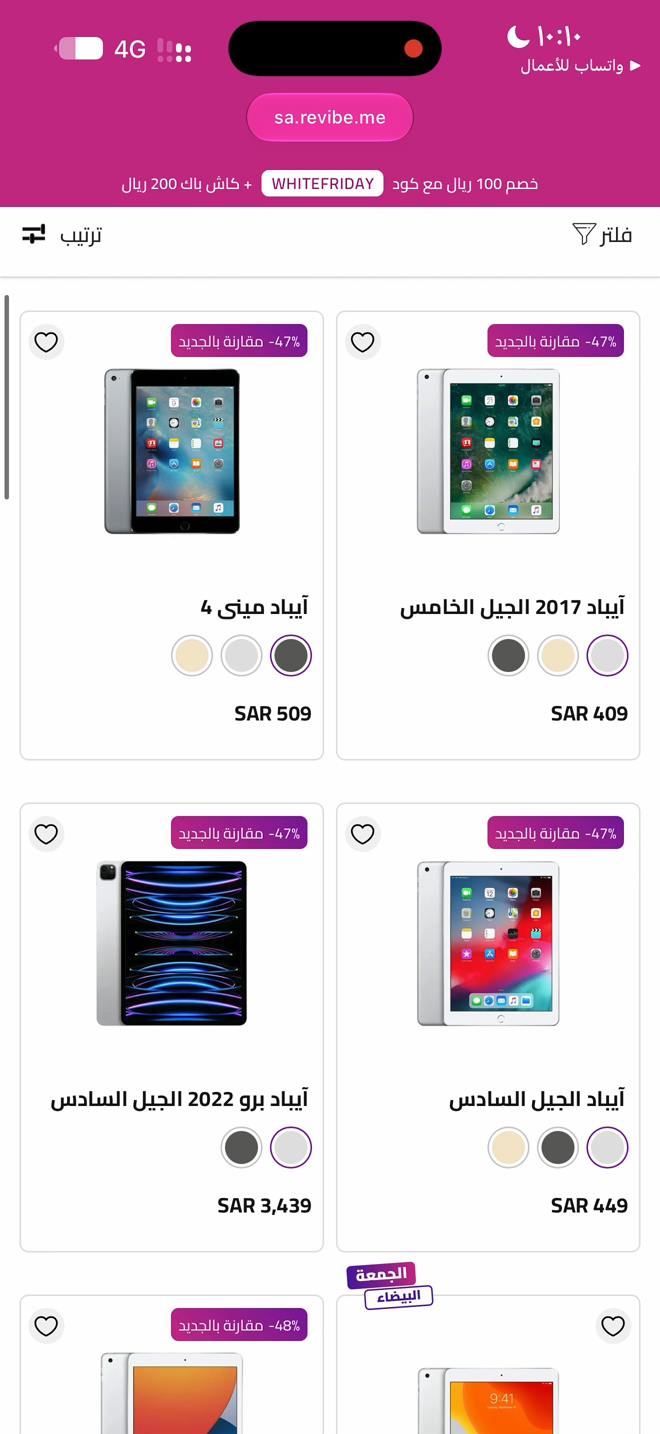 ١٠:١٠
4G
◀ واتساب للأعمال
sa.revibe.me
خصم 100 ريال مع كود WHITEFRIDAY + كاش باك 200 ريال
فلتر
ترتيب
-47% مقارنة بالجديد
آيباد 2017 الجيل الخامس
SAR 409
-47% مقارنة بالجديد
آيباد ميني 4
SAR 509
-47% مقارنة بالجديد
آيباد الجيل السادس
SAR 449
-47% مقارنة بالجديد
آيباد برو 2022 الجيل السادس
SAR 3,439
الجمعة
البيضاء
9:41
-48% مقارنة بالجديد